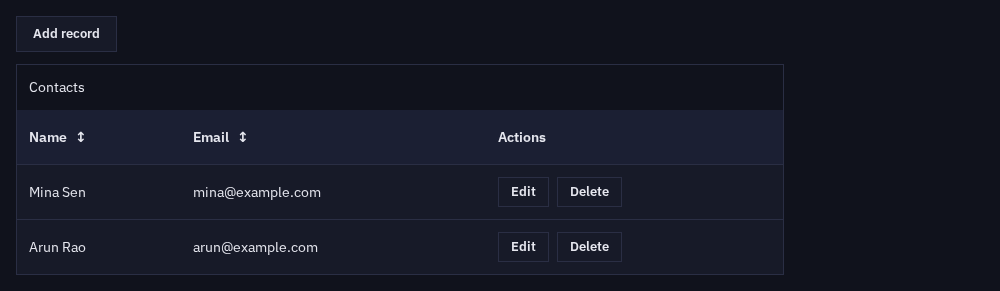 Add record
Contacts
Name ↕ Email ↕ Actions
Mina Sen mina@example.com Edit Delete
Arun Rao arun@example.com Edit Delete